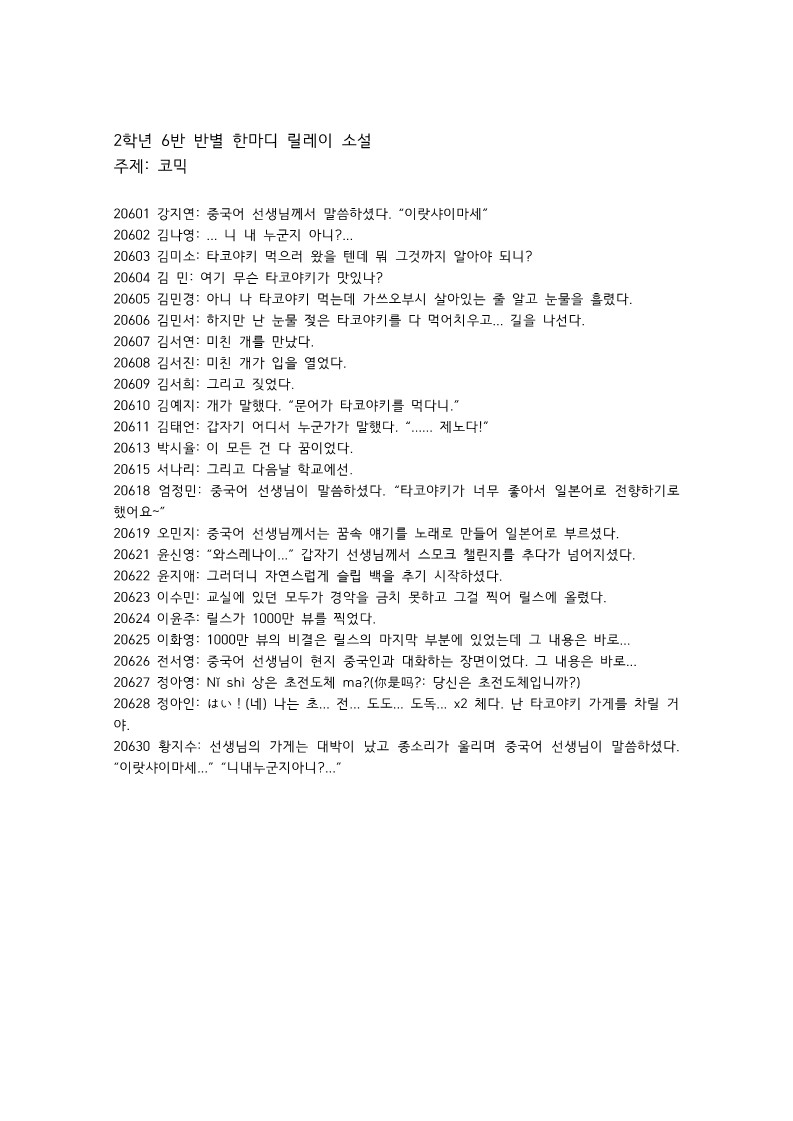 2학년 6반 반별 한마디 릴레이 소설
주제: 코믹
20601 강지연: 중국어 선생님께서 말씀하셨다. “이랏샤이마세”
20602 김나영: ... 니 내 누군지 아니?...
20603 김미소: 타코야키 먹으러 왔을 텐데 뭐 그것까지 알아야 되니?
20604 김 민: 여기 무슨 타코야키가 맛있나?
20605 김민경: 아니 나 타코야키 먹는데 가쓰오부시 살아있는 줄 알고 눈물을 흘렸다.
20606 김민서: 하지만 난 눈물 젖은 타코야키를 다 먹어치우고... 길을 나선다.
20607 김서연: 미친 개를 만났다.
20608 김서진: 미친 개가 입을 열었다.
20609 김서희: 그리고 짖었다.
20610 김예지: 개가 말했다. “문어가 타코야키를 먹다니.”
20611 김태언: 갑자기 어디서 누군가가 말했다. “...... 제노다!”
20613 박시율: 이 모든 건 다 꿈이었다.
20615 서나리: 그리고 다음날 학교에선.
20618 엄정민: 중국어 선생님이 말씀하셨다. “타코야키가 너무 좋아서 일본어로 전향하기로
했어요~”
20619 오민지: 중국어 선생님께서는 꿈속 얘기를 노래로 만들어 일본어로 부르셨다.
20621 윤신영: “와스레나이...” 갑자기 선생님께서 스모크 챌린지를 추다가 넘어지셨다.
20622 윤지애: 그러더니 자연스럽게 슬립 백을 추기 시작하셨다.
20623 이수민: 교실에 있던 모두가 경악을 금치 못하고 그걸 찍어 릴스에 올렸다.
20624 이윤주: 릴스가 1000만 뷰를 찍었다.
20625 이화영: 1000만 뷰의 비결은 릴스의 마지막 부분에 있었는데 그 내용은 바로...
20626 전서영: 중국어 선생님이 현지 중국인과 대화하는 장면이었다. 그 내용은 바로...
20627 정아영: Nǐ shì 상은 초전도체 ma?(你是吗?: 당신은 초전도체입니까?)
20628 정아인: はい！(네) 나는 초... 전... 도도... 도독... x2 체다. 난 타코야키 가게를 차릴 거
야.
20630 황지수: 선생님의 가게는 대박이 났고 종소리가 울리며 중국어 선생님이 말씀하셨다.
“이랏샤이마세...” “니내누군지아니?...”